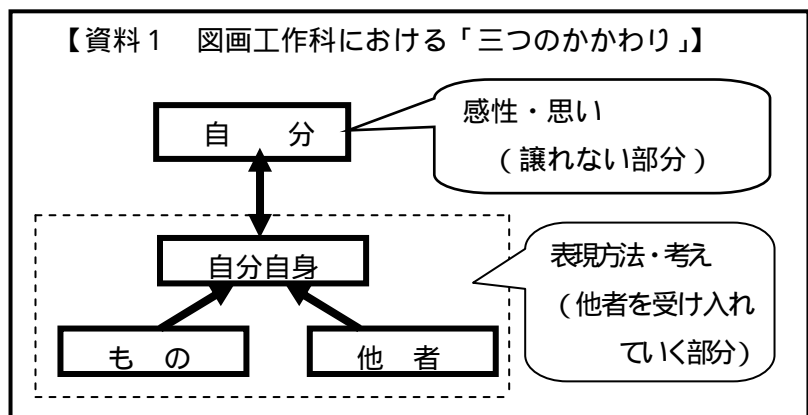 【資料1　図画工作科における「三つのかかわり」】
自　分
感性・思い
(譲れない部分)
自分自身
表現方法・考え
(他者を受け入れ
ていく部分)
も　の
他　者